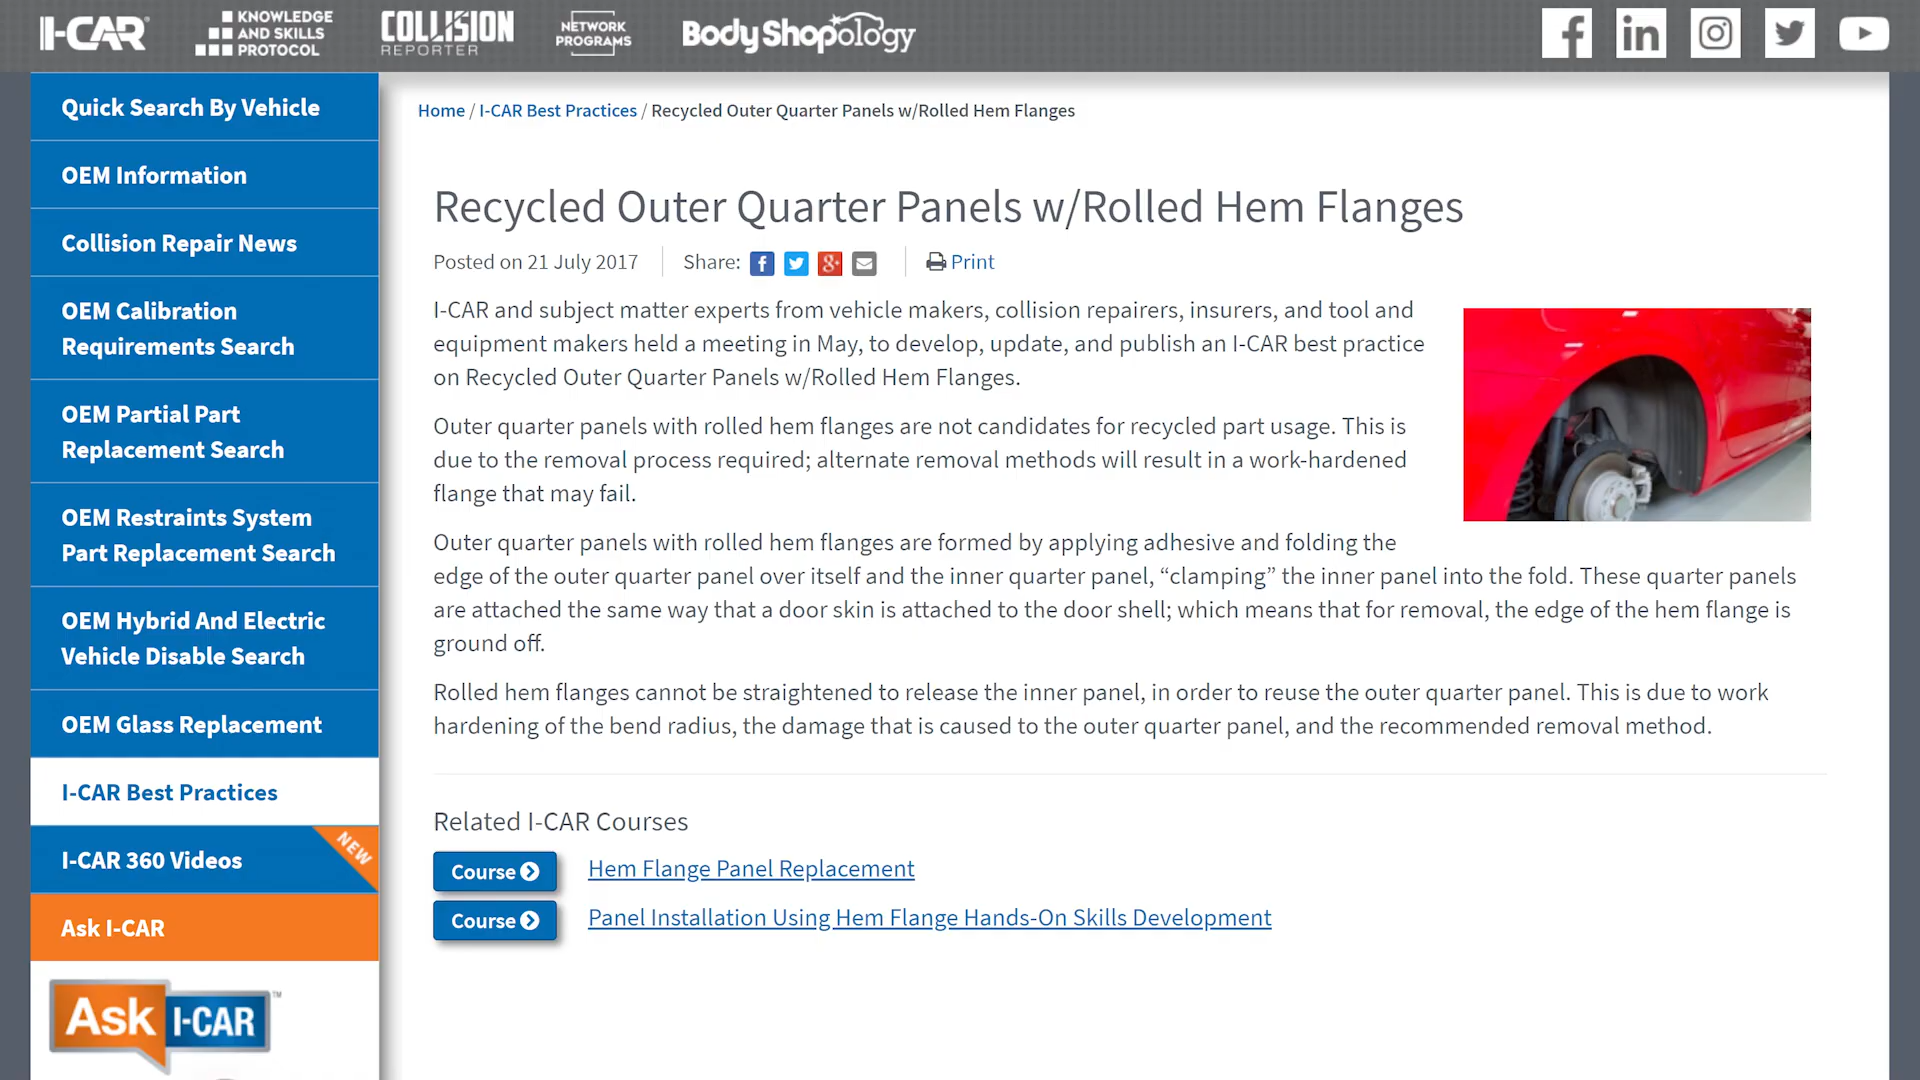 I-CAR
KNOWLEDGE
AND SKILLS
PROTOCOL
COLLISION
REPORTER
NETWORK
PROGRAMS
BodyShopology
Quick Search By Vehicle
OEM Information
Collision Repair News
OEM Calibration
Requirements Search
OEM Partial Part
Replacement Search
OEM Restraints System
Part Replacement Search
OEM Hybrid And Electric
Vehicle Disable Search
OEM Glass Replacement
I-CAR Best Practices
I-CAR 360 Videos
NEW
Ask I-CAR
Ask I-CAR ™
Home / I-CAR Best Practices / Recycled Outer Quarter Panels w/Rolled Hem Flanges
Recycled Outer Quarter Panels w/Rolled Hem Flanges
Posted on 21 July 2017 Share: Print
I-CAR and subject matter experts from vehicle makers, collision repairers, insurers, and tool and
equipment makers held a meeting in May, to develop, update, and publish an I-CAR best practice
on Recycled Outer Quarter Panels w/Rolled Hem Flanges.
Outer quarter panels with rolled hem flanges are not candidates for recycled part usage. This is
due to the removal process required; alternate removal methods will result in a work-hardened
flange that may fail.
Outer quarter panels with rolled hem flanges are formed by applying adhesive and folding the
edge of the outer quarter panel over itself and the inner quarter panel, “clamping” the inner panel into the fold. These quarter panels
are attached the same way that a door skin is attached to the door shell; which means that for removal, the edge of the hem flange is
ground off.
Rolled hem flanges cannot be straightened to release the inner panel, in order to reuse the outer quarter panel. This is due to work
hardening of the bend radius, the damage that is caused to the outer quarter panel, and the recommended removal method.
Related I-CAR Courses
Course Hem Flange Panel Replacement
Course Panel Installation Using Hem Flange Hands-On Skills Development